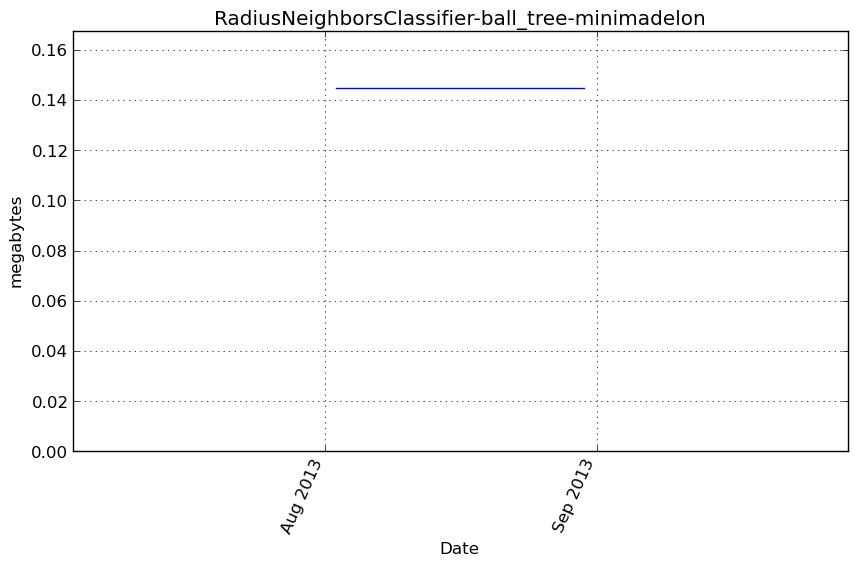 RadiusNeighborsClassifier-ball_tree-minimadelon
0.16
0.14
0.12
0.10
0.08
0.06
0.04
0.02
0.00
megabytes
Aug 2013
Sep 2013
Date